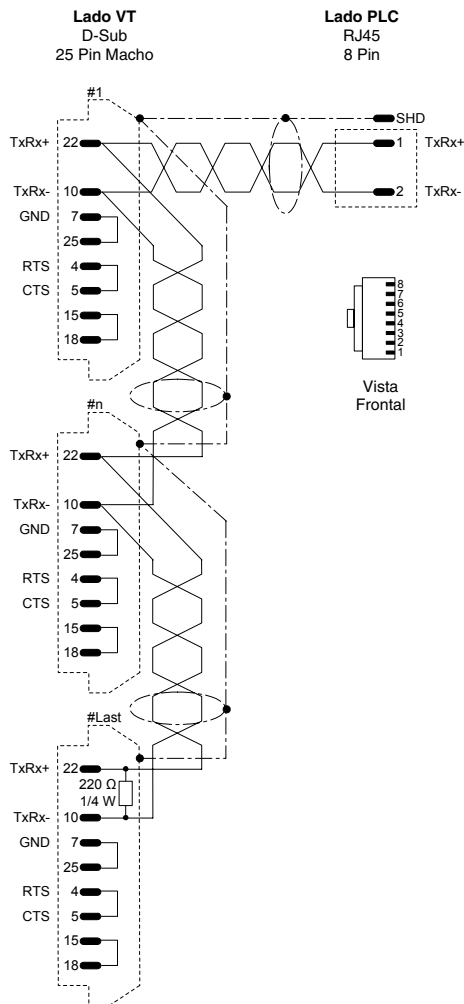 Lado VT
D-Sub
25 Pin Macho
Lado PLC
RJ45
8 Pin
#1
SHD
TxRx+ 22
1 TxRx+
TxRx- 10
2 TxRx-
GND 7
25
RTS 4
CTS 5
15
18
8
7
6
5
4
3
2
1
Vista
Frontal
#n
TxRx+ 22
TxRx- 10
GND 7
25
RTS 4
CTS 5
15
18
#Last
TxRx+ 22
220 Ω
1/4 W
TxRx- 10
GND 7
25
RTS 4
CTS 5
15
18